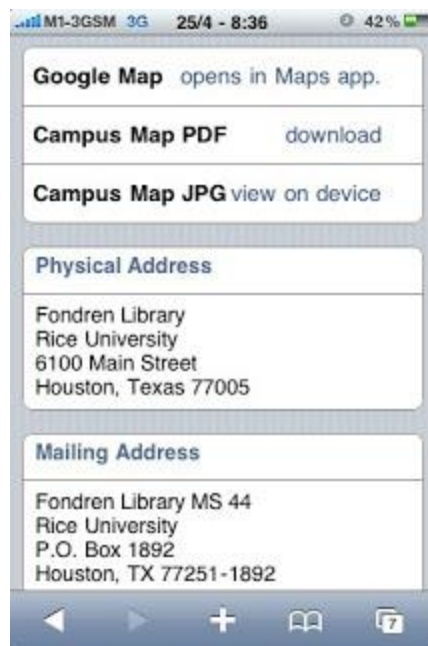 M1-3GSM 3G 25/4 - 8:36 42%
Google Map opens in Maps app.
Campus Map PDF download
Campus Map JPG view on device
Physical Address
Fondren Library
Rice University
6100 Main Street
Houston, Texas 77005
Mailing Address
Fondren Library MS 44
Rice University
P.O. Box 1892
Houston, TX 77251-1892
7